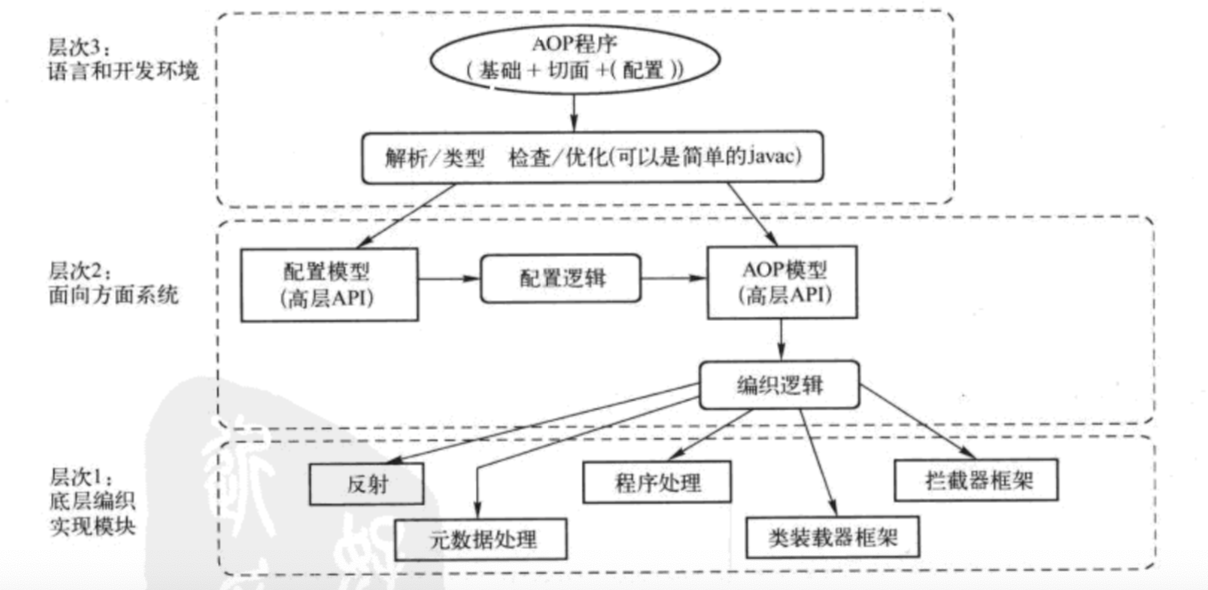 层次3：
语言和开发环境
AOP程序
（基础＋切面＋(配置））
解析/类型 检查/优化(可以是简单的javac)
层次2：
面向方面系统
配置模型
(高层API)
配置逻辑
AOP模型
(高层API)
编织逻辑
层次1：
底层编织
实现模块
反射
元数据处理
程序处理
类装载器框架
拦截器框架